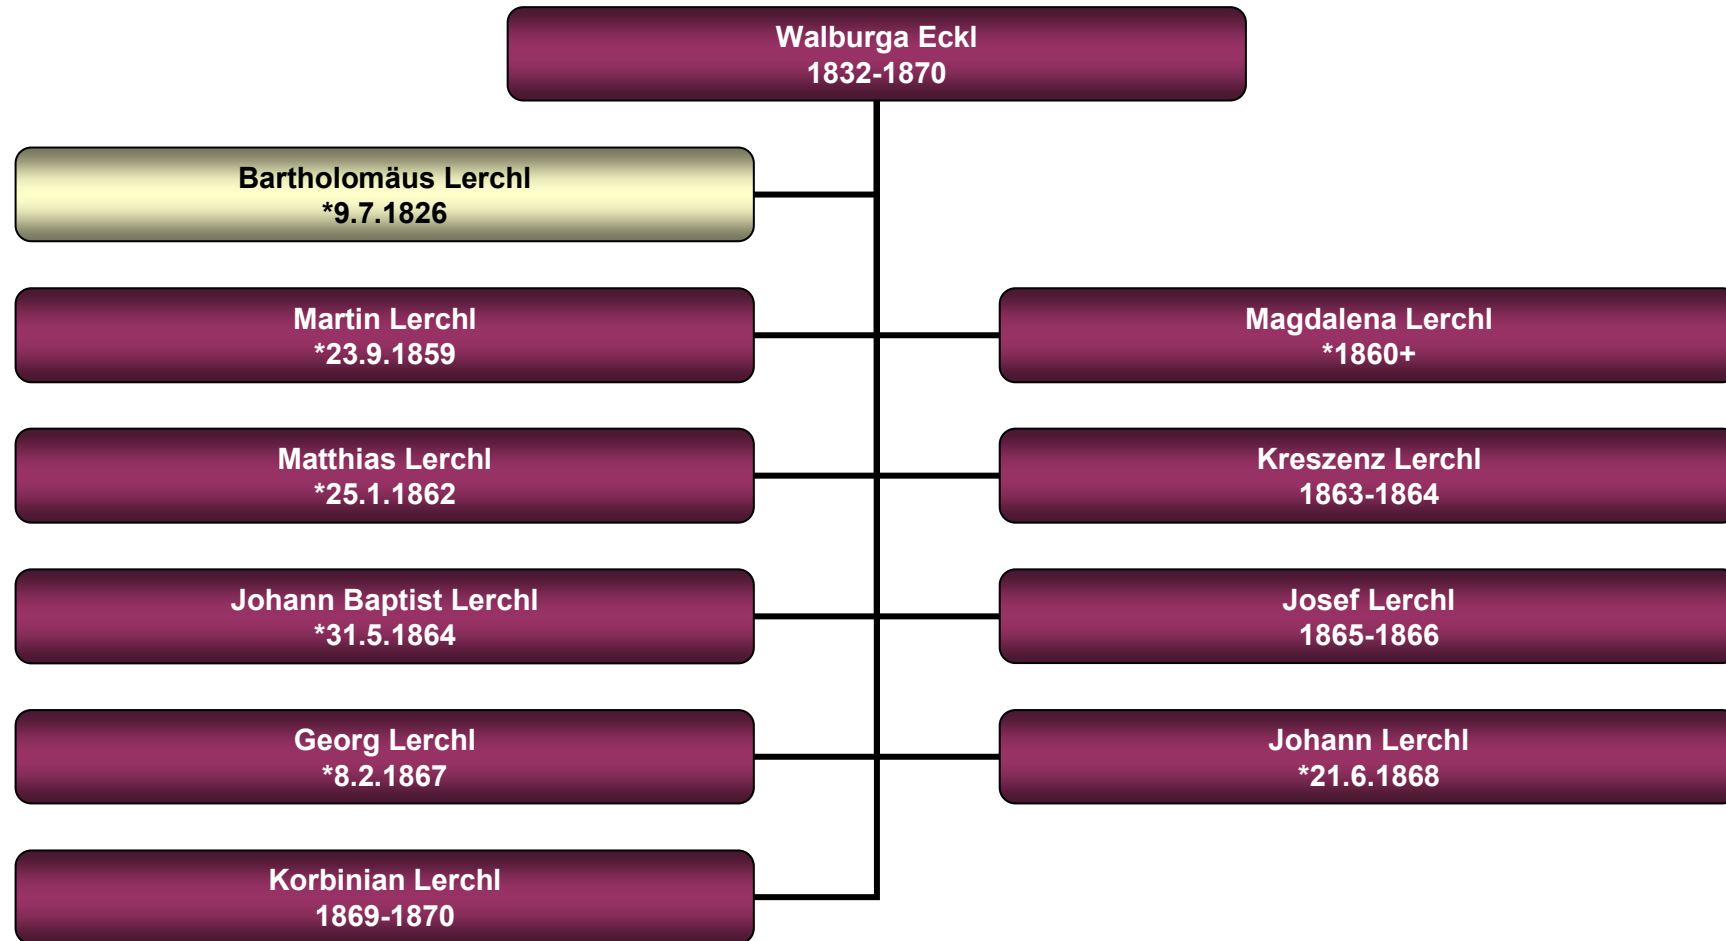 Walburga Eckl
1832-1870
Bartholomäus Lerchl
*9.7.1826
Martin Lerchl
*23.9.1859
Magdalena Lerchl
*1860+
Matthias Lerchl
*25.1.1862
Kreszenz Lerchl
1863-1864
Johann Baptist Lerchl
*31.5.1864
Josef Lerchl
1865-1866
Georg Lerchl
*8.2.1867
Johann Lerchl
*21.6.1868
Korbinian Lerchl
1869-1870